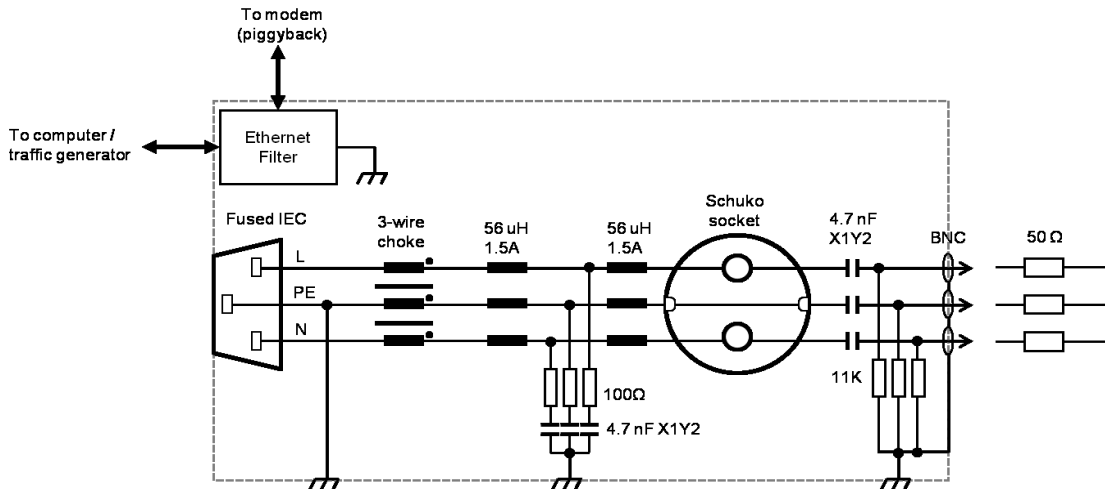 To modem
(piggyback)
To computer /
traffic generator
Ethernet
Filter
Fused IEC
3-wire
choke
56 uH
1.5A
56 uH
1.5A
Schuko
socket
4.7 nF
X1Y2
BNC
50 Ω
L
PE
N
100Ω
4.7 nF X1Y2
11K